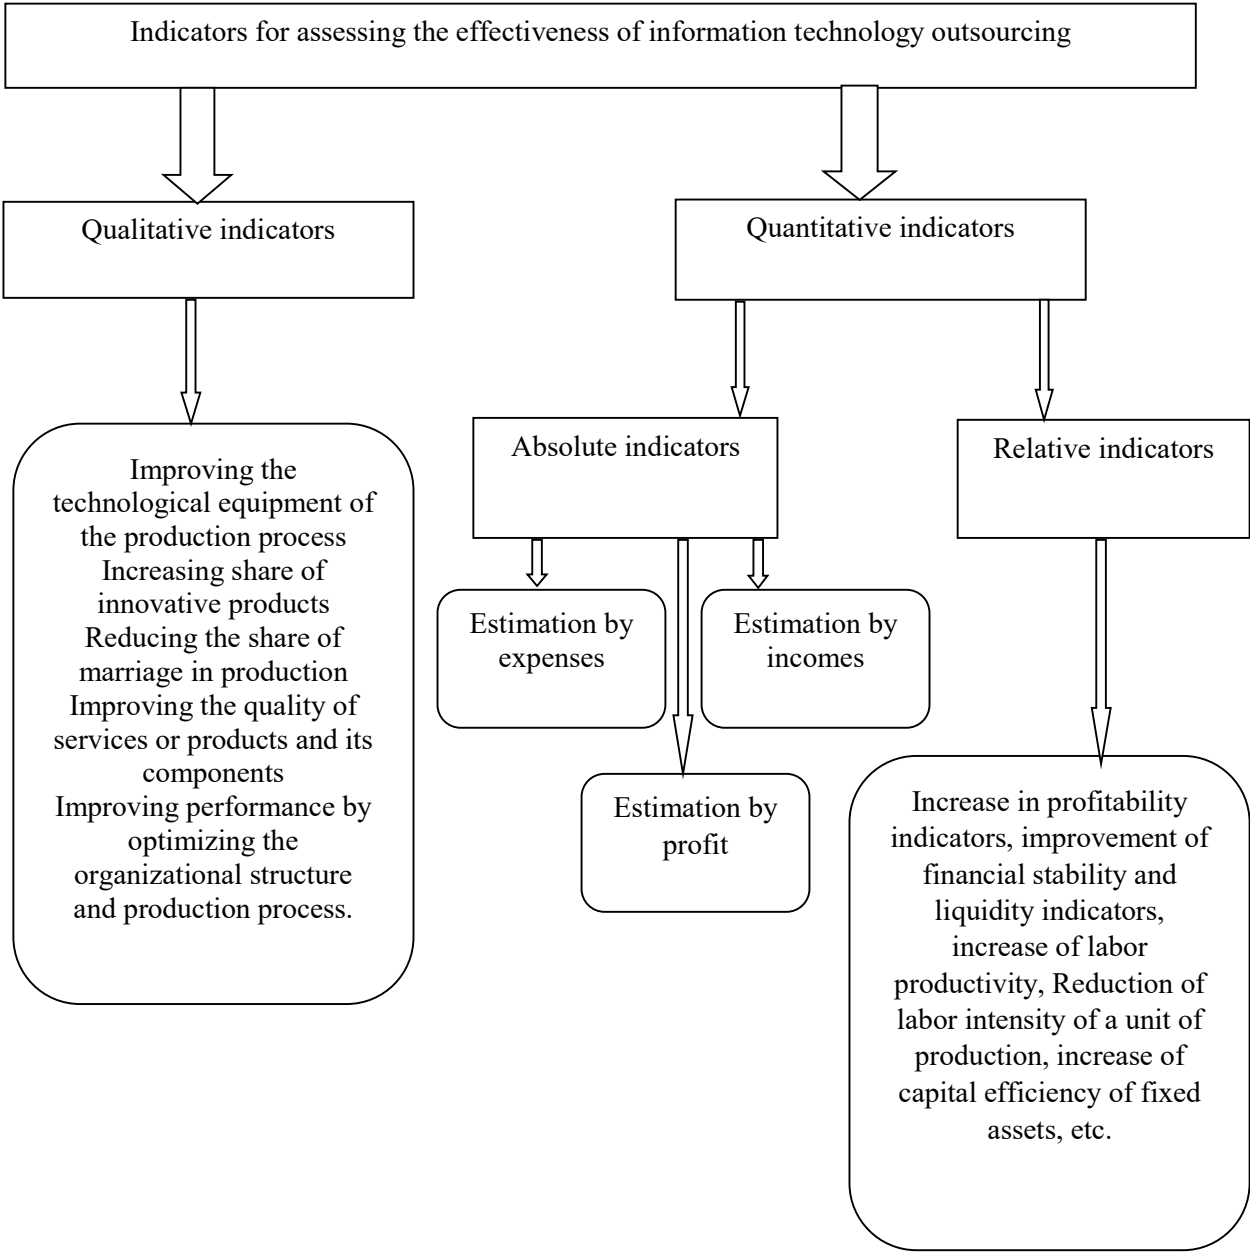 Indicators for assessing the effectiveness of information technology outsourcing
Qualitative indicators
Quantitative indicators
Absolute indicators
Relative indicators
Improving the
technological equipment of
the production process
Increasing share of
innovative products
Reducing the share of
marriage in production
Improving the quality of
services or products and its
components
Improving performance by
optimizing the
organizational structure
and production process.
Estimation by
expenses
Estimation by
incomes
Estimation by
profit
Increase in profitability
indicators, improvement of
financial stability and
liquidity indicators,
increase of labor
productivity, Reduction of
labor intensity of a unit of
production, increase of
capital efficiency of fixed
assets, etc.